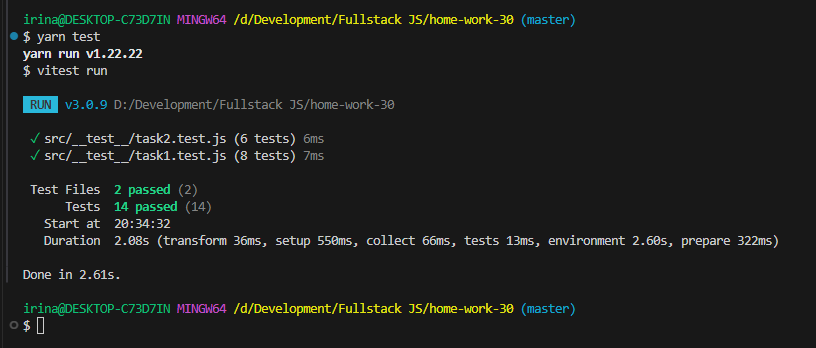 irina@DESKTOP-C73D7IN MINGW64 /d/Development/Fullstack JS/home-work-30 (master)
$ yarn test
yarn run v1.22.22
$ vitest run
RUN v3.0.9 D:/Development/Fullstack JS/home-work-30
✓ src/__test__/task2.test.js (6 tests) 6ms
✓ src/__test__/task1.test.js (8 tests) 7ms
Test Files 2 passed (2)
Tests 14 passed (14)
Start at 20:34:32
Duration 2.08s (transform 36ms, setup 550ms, collect 66ms, tests 13ms, environment 2.60s, prepare 322ms)
Done in 2.61s.
irina@DESKTOP-C73D7IN MINGW64 /d/Development/Fullstack JS/home-work-30 (master)
$